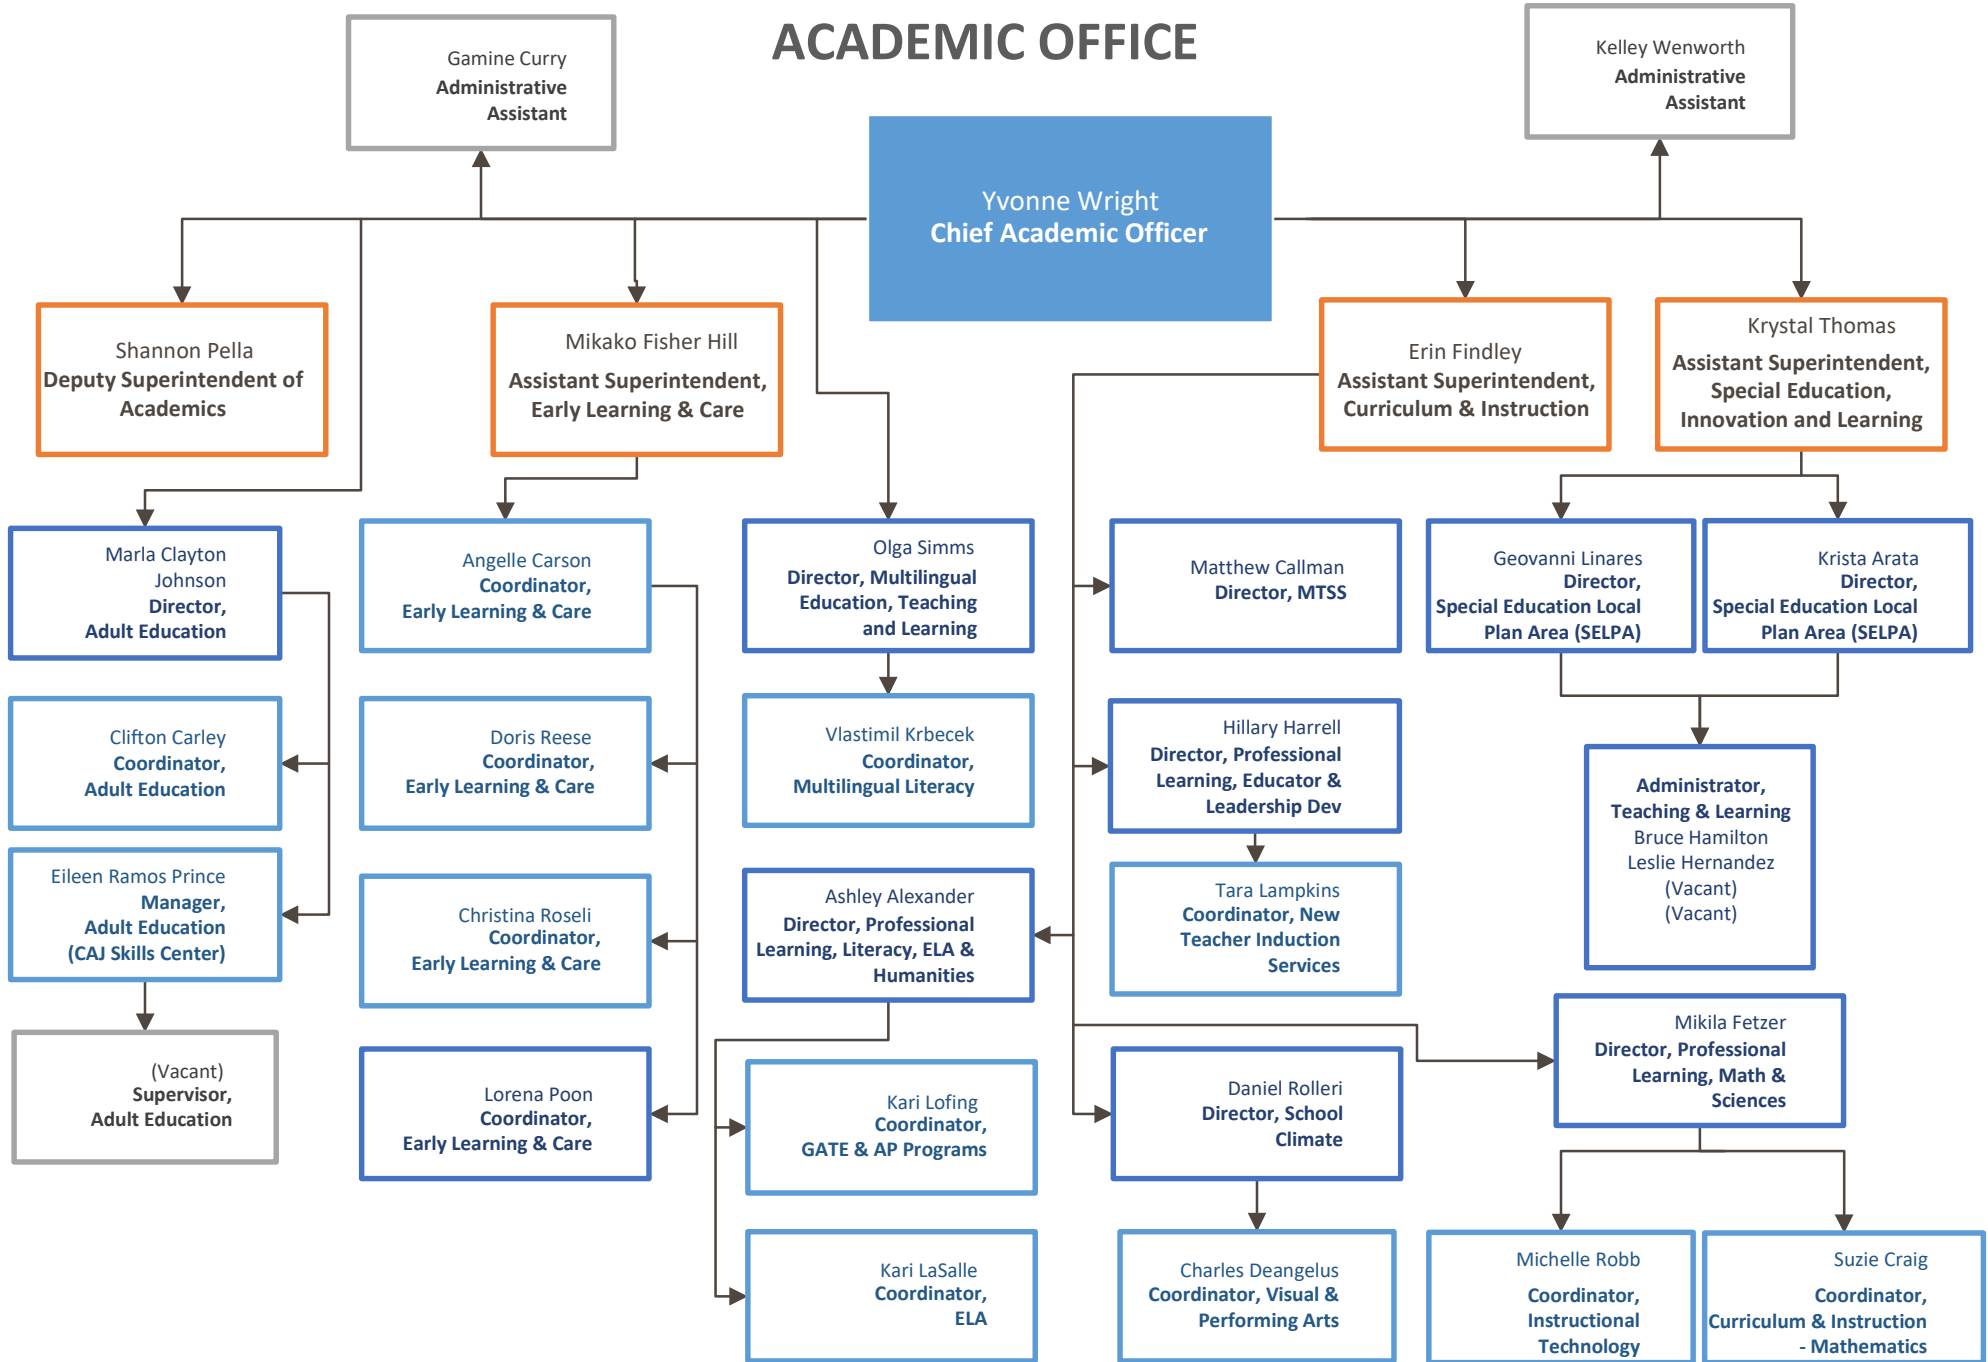 ACADEMIC OFFICE
Gamine Curry
Administrative
Assistant
Kelley Wenworth
Administrative
Assistant
Yvonne Wright
Chief Academic Officer
Shannon Pella
Deputy Superintendent of
Academics
Mikako Fisher Hill
Assistant Superintendent,
Early Learning & Care
Erin Findley
Assistant Superintendent,
Curriculum & Instruction
Krystal Thomas
Assistant Superintendent,
Special Education,
Innovation and Learning
Marla Clayton
Johnson
Director,
Adult Education
Angelle Carson
Coordinator,
Early Learning & Care
Olga Simms
Director, Multilingual
Education, Teaching
and Learning
Matthew Callman
Director, MTSS
Geovanni Linares
Director,
Special Education Local
Plan Area (SELPA)
Krista Arata
Director,
Special Education Local
Plan Area (SELPA)
Clifton Carley
Coordinator,
Adult Education
Doris Reese
Coordinator,
Early Learning & Care
Vlastimil Krbecek
Coordinator,
Multilingual Literacy
Hillary Harrell
Director, Professional
Learning, Educator &
Leadership Dev
Administrator,
Teaching & Learning
Bruce Hamilton
Leslie Hernandez
(Vacant)
(Vacant)
Eileen Ramos Prince
Manager,
Adult Education
(CAJ Skills Center)
Christina Roseli
Coordinator,
Early Learning & Care
Ashley Alexander
Director, Professional
Learning, Literacy, ELA &
Humanities
Tara Lampkins
Coordinator, New
Teacher Induction
Services
(Vacant)
Supervisor,
Adult Education
Lorena Poon
Coordinator,
Early Learning & Care
Kari Lofing
Coordinator,
GATE & AP Programs
Daniel Rolleri
Director, School
Climate
Mikila Fetzer
Director, Professional
Learning, Math &
Sciences
Kari LaSalle
Coordinator,
ELA
Charles Deangelus
Coordinator, Visual &
Performing Arts
Michelle Robb
Coordinator,
Instructional
Technology
Suzie Craig
Coordinator,
Curriculum & Instruction
- Mathematics